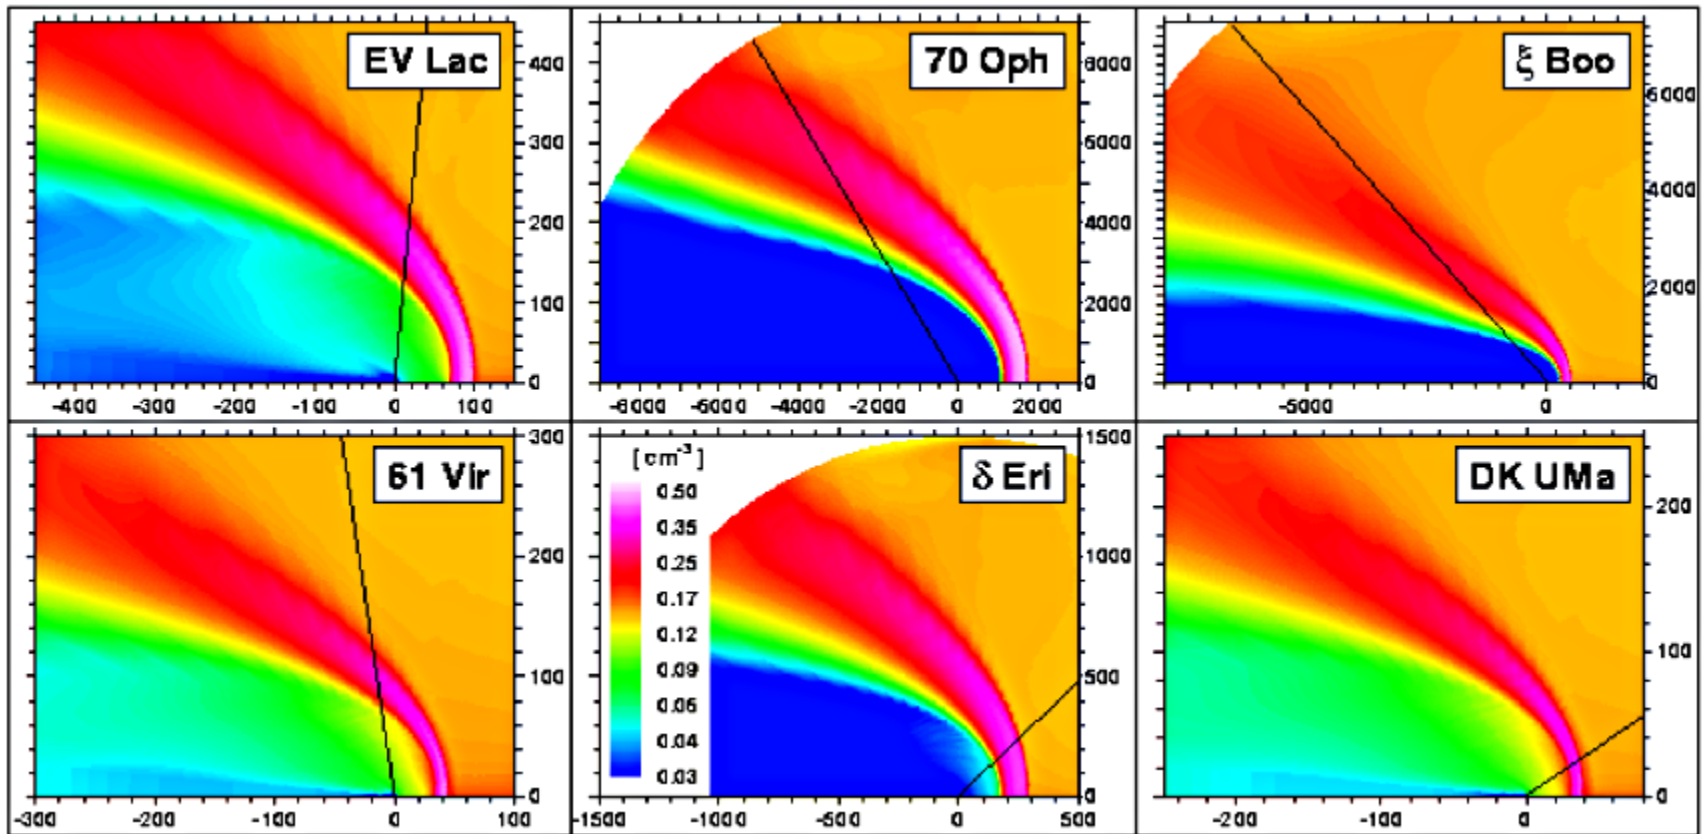 EV Lac
400
300
200
100
0
-400 -300 -200 -100 0 100
70 Oph
8000
6000
4000
2000
0
-8000 -6000 -4000 -2000 0 2000
ξ Boo
6000
4000
2000
0
-5000 0
61 Vir
300
200
100
0
-300 -200 -100 0 100
δ Eri
[cm-3]
0.50
0.35
0.25
0.17
0.12
0.09
0.05
0.04
0.03
1500
1000
500
0
-1500 -1000 -500 0 500
DK UMa
200
100
0
-200 -100 0